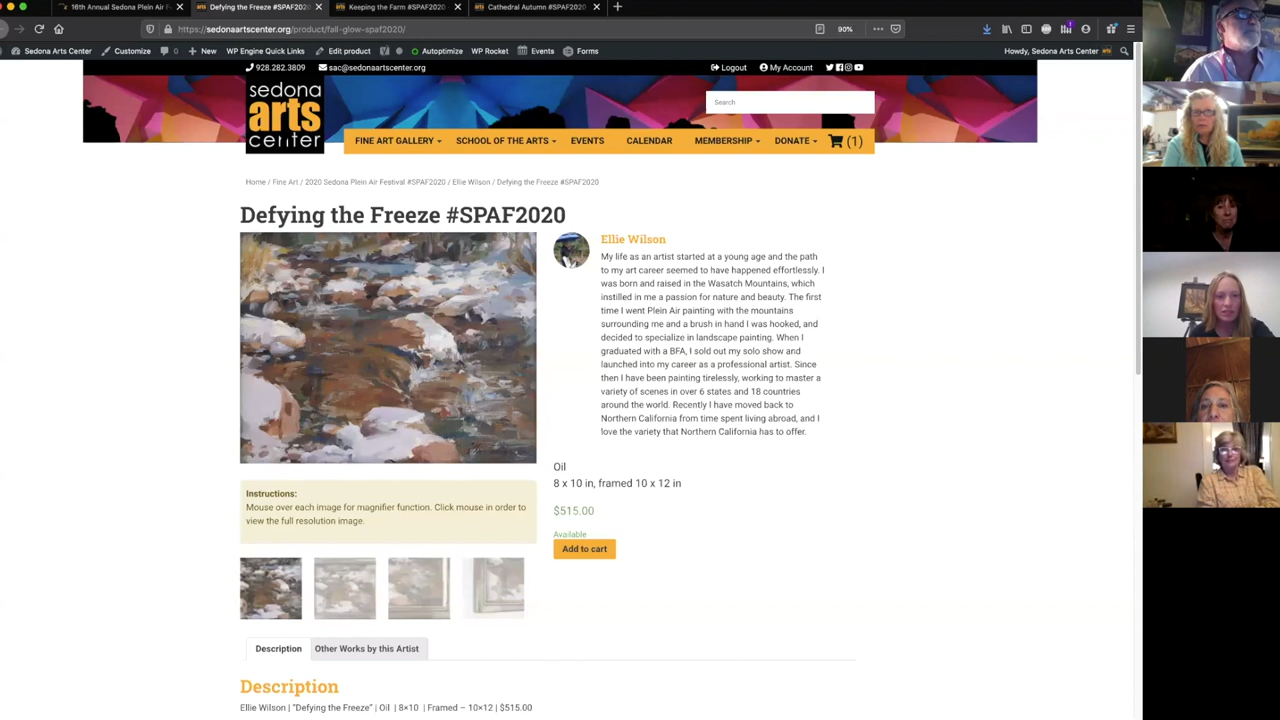 16th Annual Sedona Plein Air F
Defying the Freeze #SPAF2020
Keeping the Farm #SPAF2020 -
Cathedral Autumn #SPAF2020
https://sedonaartscenter.org/product/fall-glow-spaf2020/
90%
Sedona Arts Center
Customize
0
New
WP Engine Quick Links
Edit product
Autoptimize
WP Rocket
Events
Forms
Howdy, Sedona Arts Center
928.282.3809
sac@sedonaartscenter.org
Logout
My Account
sedona
arts
center
Search
FINE ART GALLERY
SCHOOL OF THE ARTS
EVENTS
CALENDAR
MEMBERSHIP
DONATE
(1)
Home / Fine Art / 2020 Sedona Plein Air Festival #SPAF2020 / Ellie Wilson / Defying the Freeze #SPAF2020
Defying the Freeze #SPAF2020
Ellie Wilson
My life as an artist started at a young age and the path
to my art career seemed to have happened effortlessly. I
was born and raised in the Wasatch Mountains, which
instilled in me a passion for nature and beauty. The first
time I went Plein Air painting with the mountains
surrounding me and a brush in hand I was hooked, and
decided to specialize in landscape painting. When I
graduated with a BFA, I sold out my solo show and
launched into my career as a professional artist. Since
then I have been painting tirelessly, working to master a
variety of scenes in over 6 states and 18 countries
around the world. Recently I have moved back to
Northern California from time spent living abroad, and I
love the variety that Northern California has to offer.
Oil
8 x 10 in, framed 10 x 12 in
$515.00
Available
Add to cart
Instructions:
Mouse over each image for magnifier function. Click mouse in order to
view the full resolution image.
Description
Other Works by this Artist
Description
Ellie Wilson | "Defying the Freeze" | Oil | 8×10 | Framed – 10×12 | $515.00